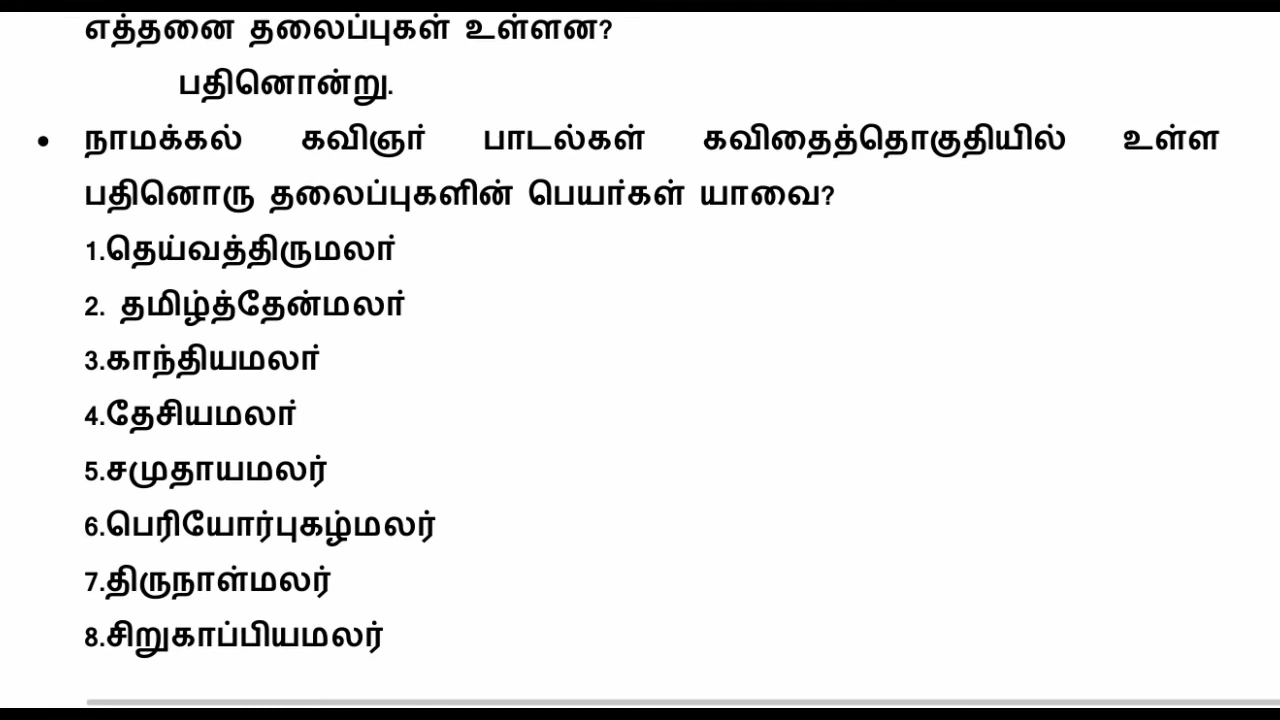 எத்தனை தலைப்புகள் உள்ளன?
பதினொன்று.
• நாமக்கல் கவிஞர் பாடல்கள் கவிதைத்தொகுதியில் உள்ள
பதினொரு தலைப்புகளின் பெயர்கள் யாவை?
1.தெய்வத்திருமலர்
2. தமிழ்த்தேன்மலர்
3.காந்தியமலர்
4.தேசியமலர்
5.சமுதாயமலர்
6.பெரியோர்புகழ்மலர்
7.திருநாள்மலர்
8.சிறுகாப்பியமலர்